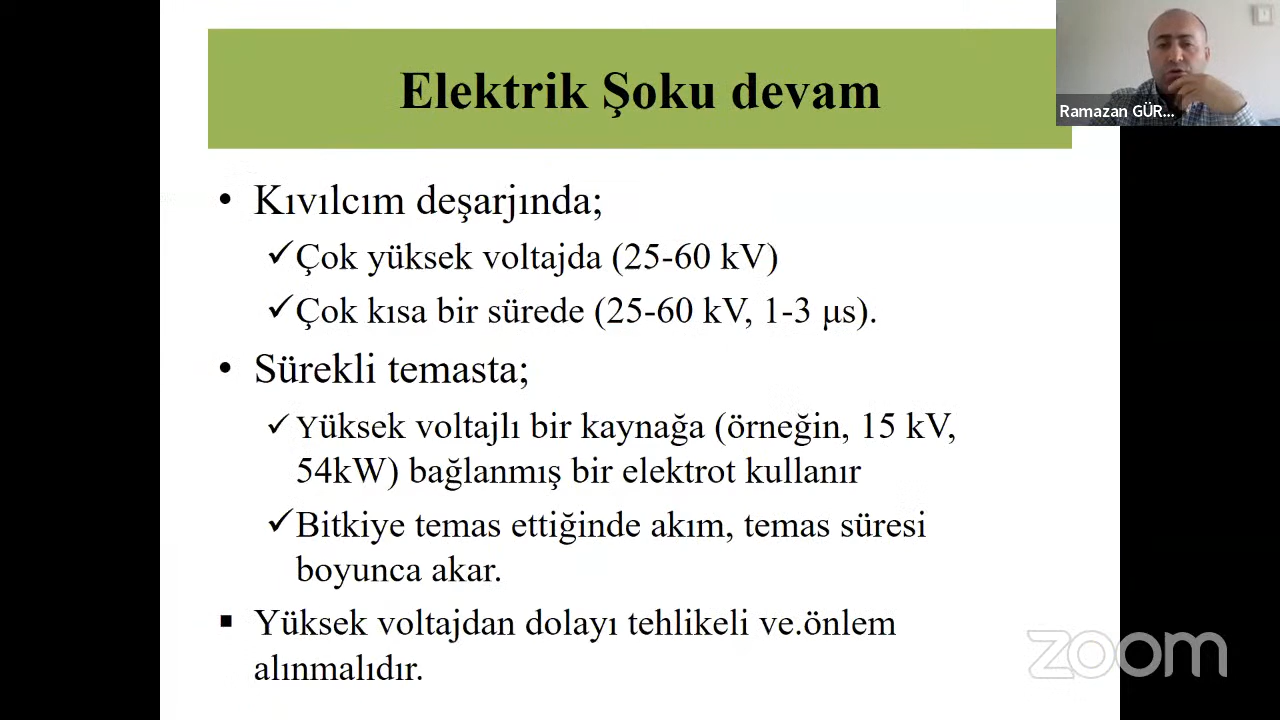 Elektrik Şoku devam
Ramazan GÜR...
• Kıvılcım deşarjında;
✓Çok yüksek voltajda (25-60 kV)
✓Çok kısa bir sürede (25-60 kV, 1-3 μs).
• Sürekli temasta;
✓Yüksek voltajlı bir kaynağa (örneğin, 15 kV,
54kW) bağlanmış bir elektrot kullanır
✓Bitkiye temas ettiğinde akım, temas süresi
boyunca akar.
▪ Yüksek voltajdan dolayı tehlikeli ve.önlem
alınmalıdır.
zoom